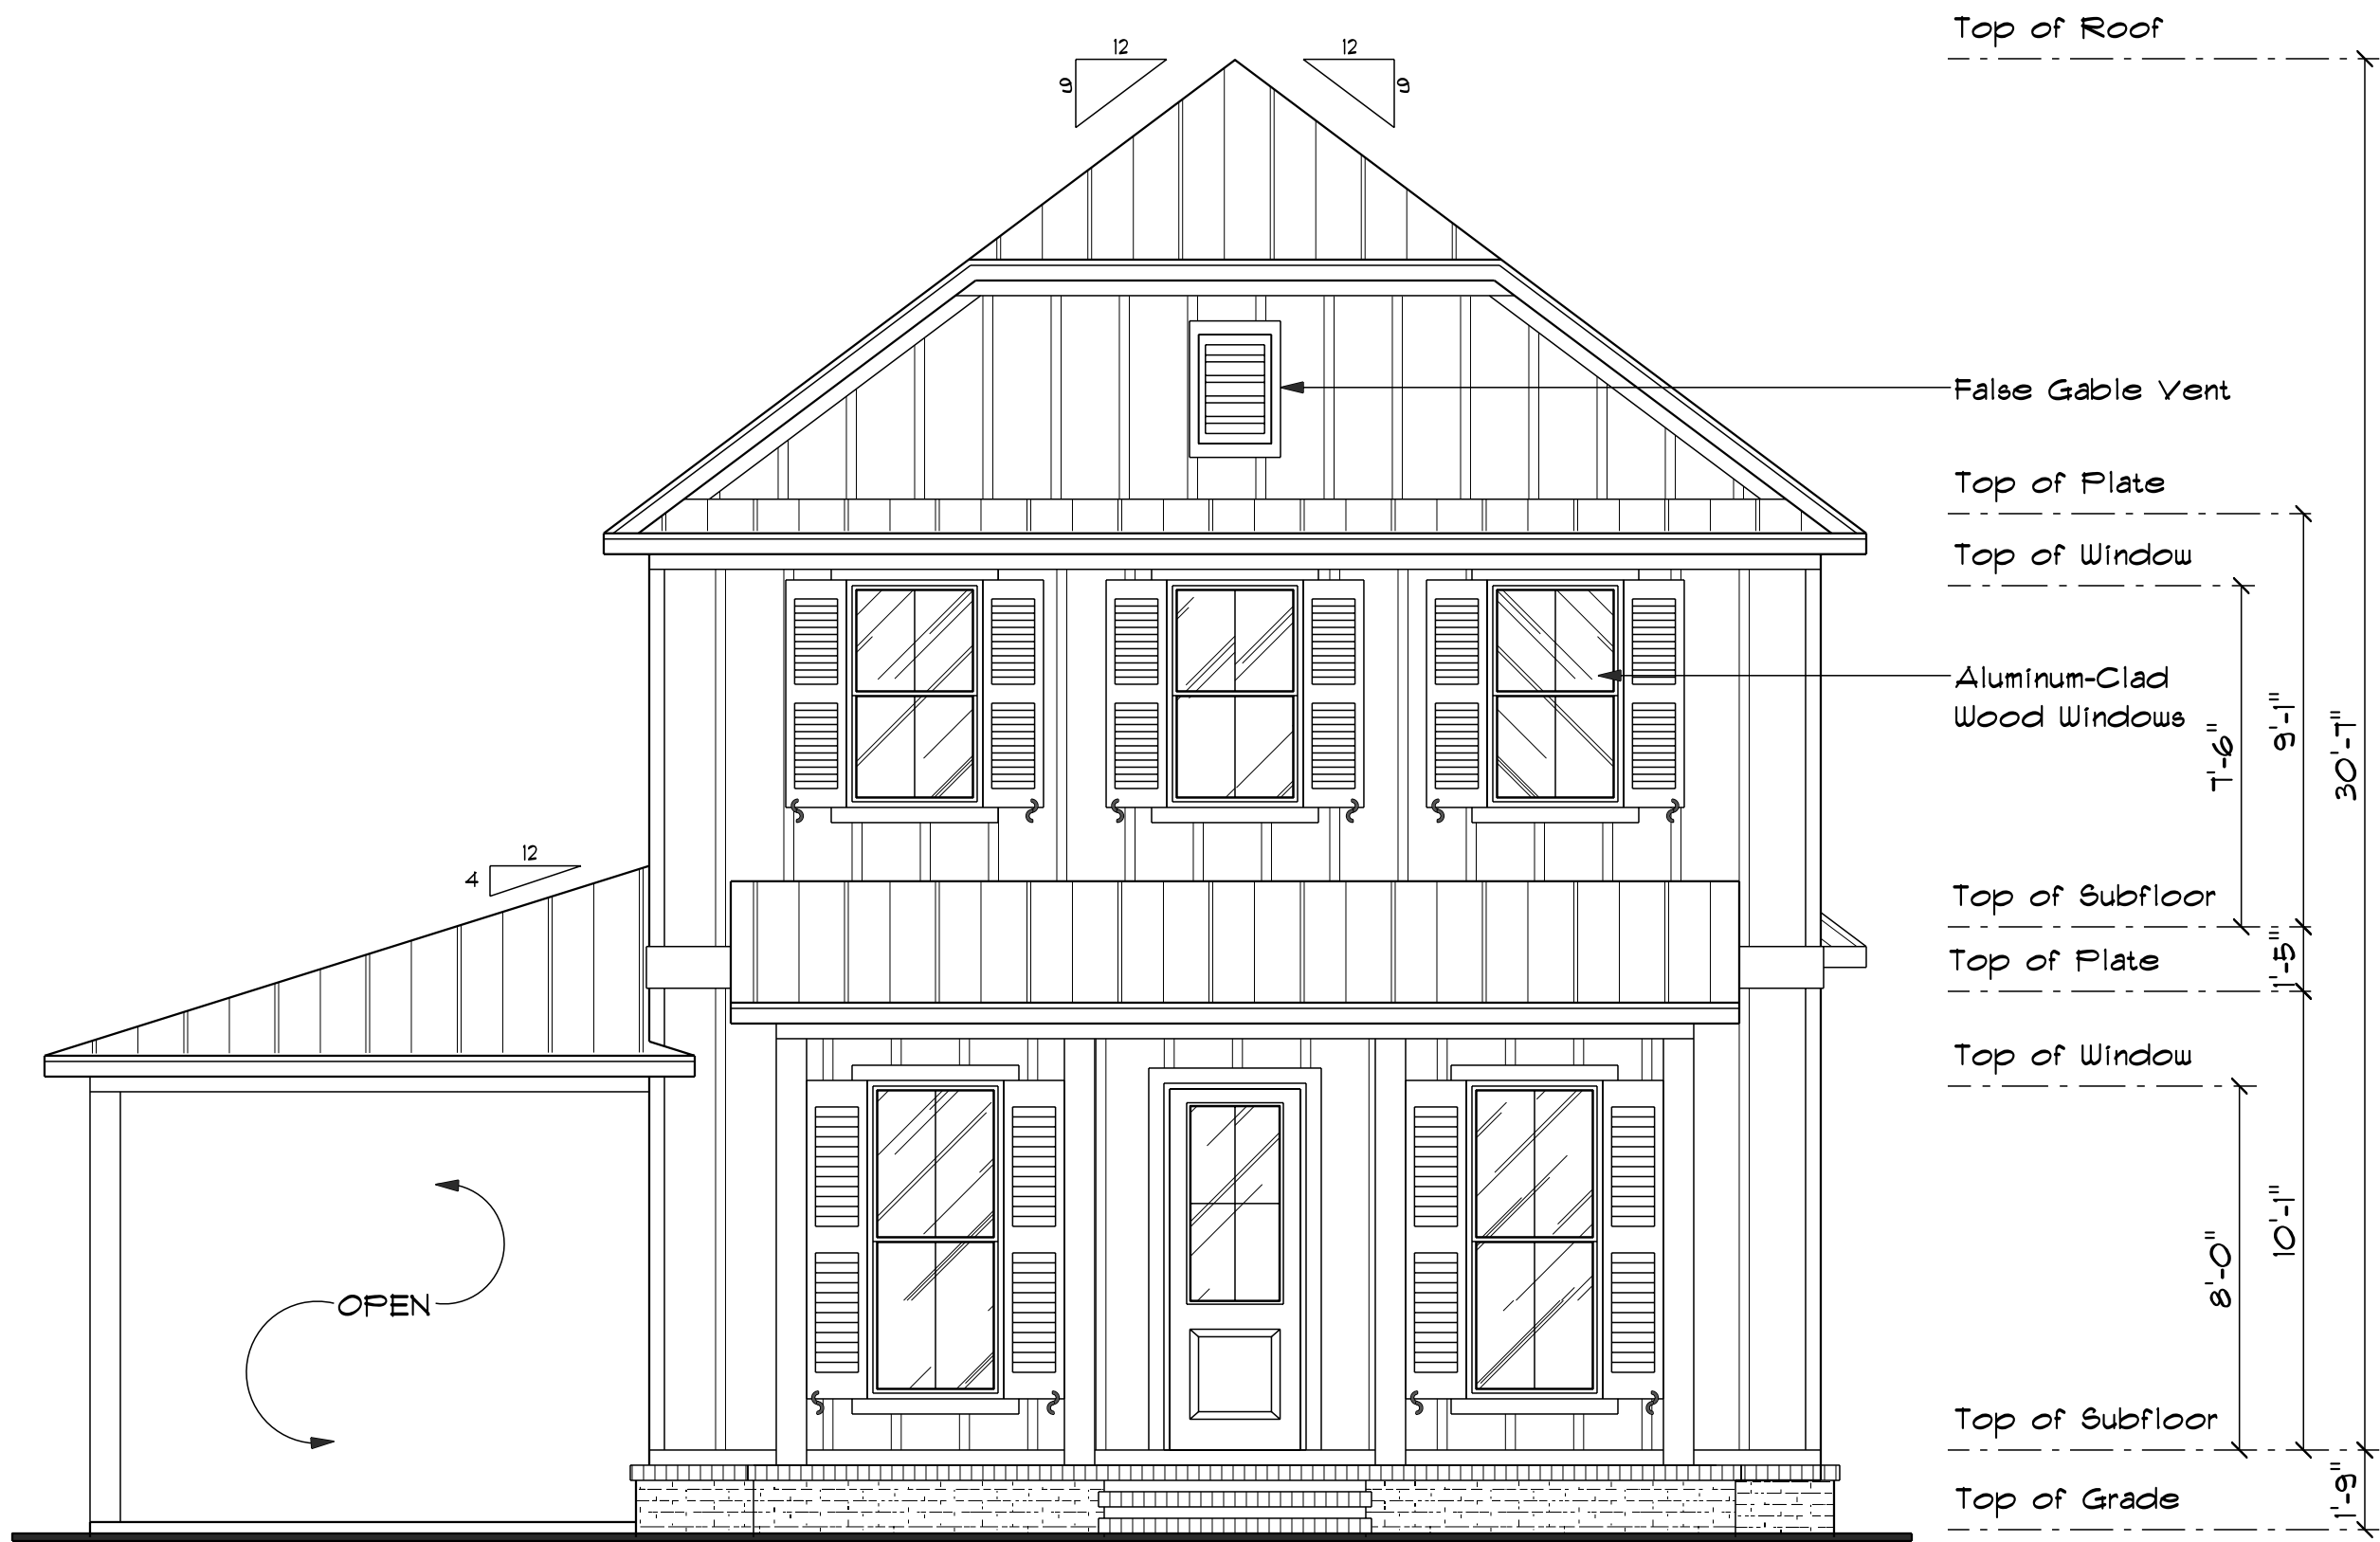 Top of Roof
12
12
9
9
False Gable Vent
Top of Plate
Top of Window
Aluminum-Clad
Wood Windows
7'-6"
9'-1"
30'-7"
12
4
Top of Subfloor
Top of Plate
1'-5"
Top of Window
8'-0"
10'-1"
OPEN
Top of Subfloor
Top of Grade
1'-9"